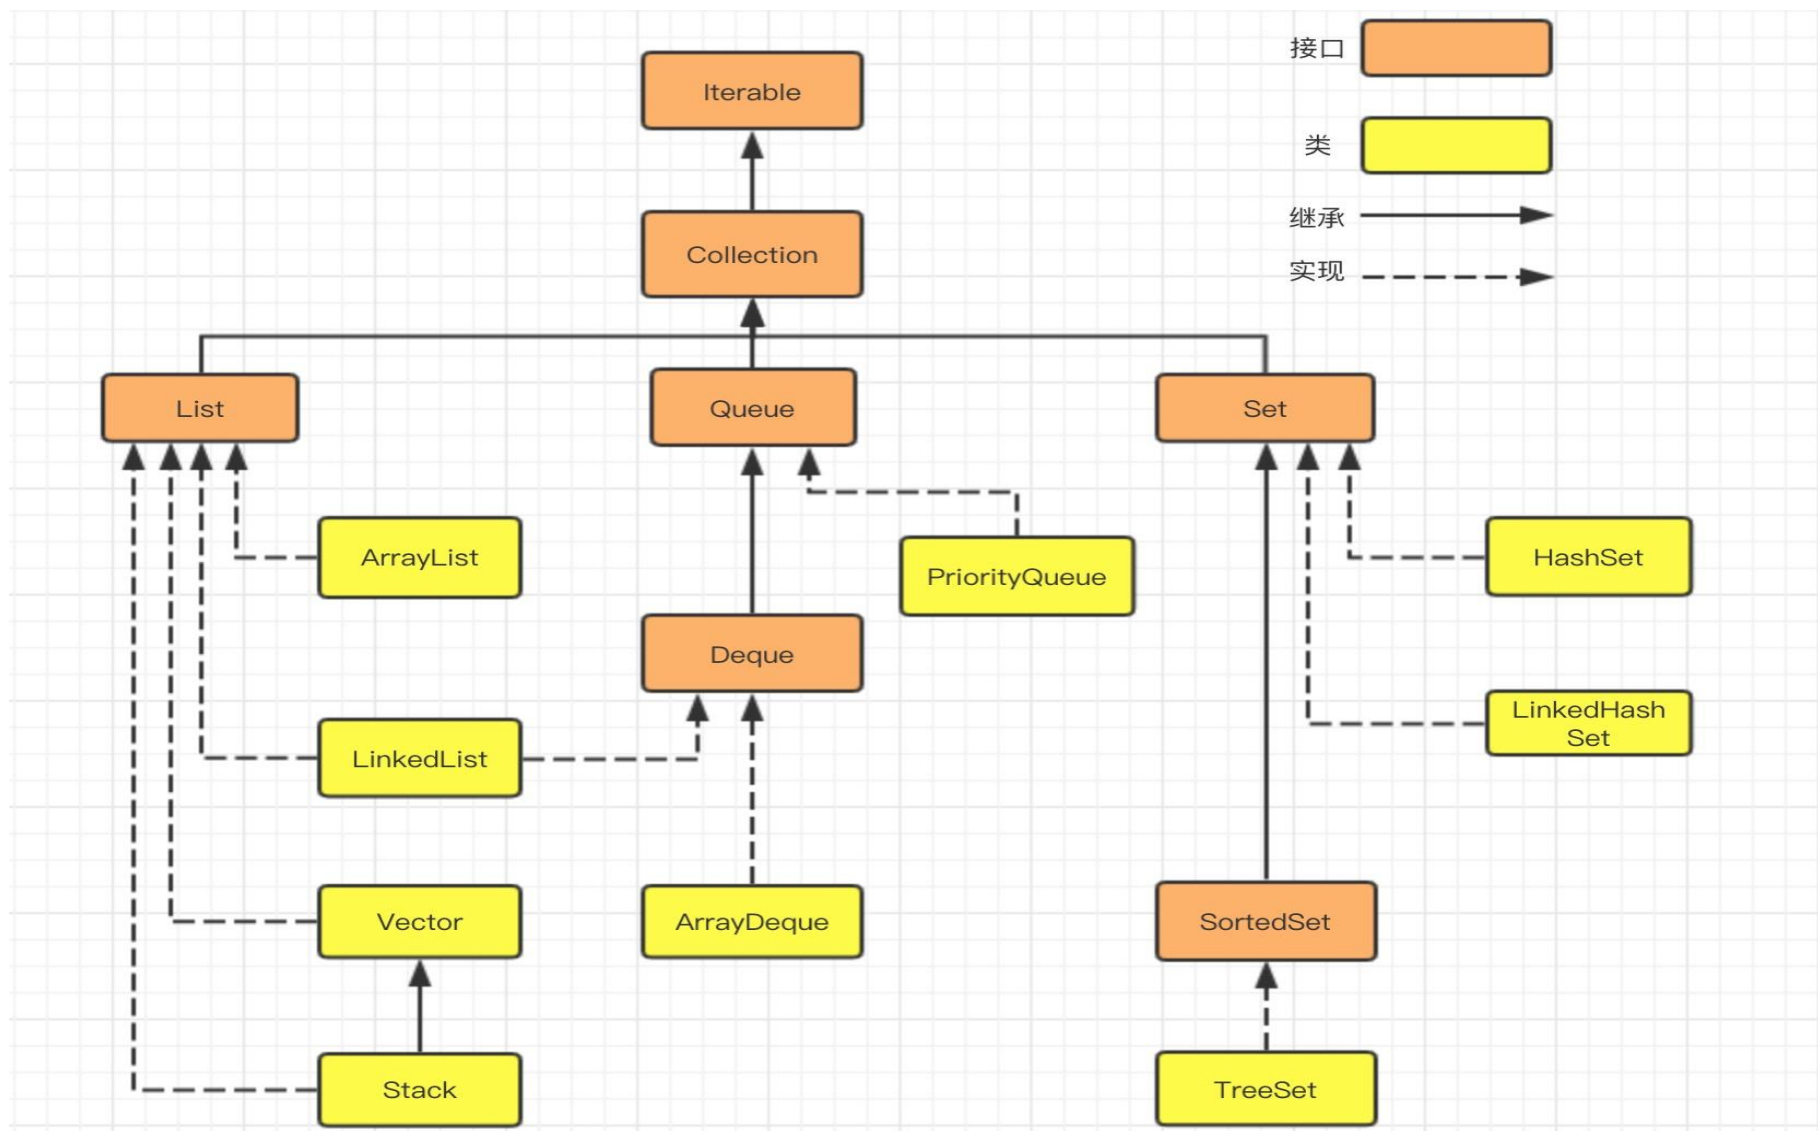 接口
Iterable
类
继承
Collection
实现
List
Queue
Set
ArrayList
HashSet
PriorityQueue
Deque
LinkedHash
Set
LinkedList
Vector
ArrayDeque
SortedSet
Stack
TreeSet